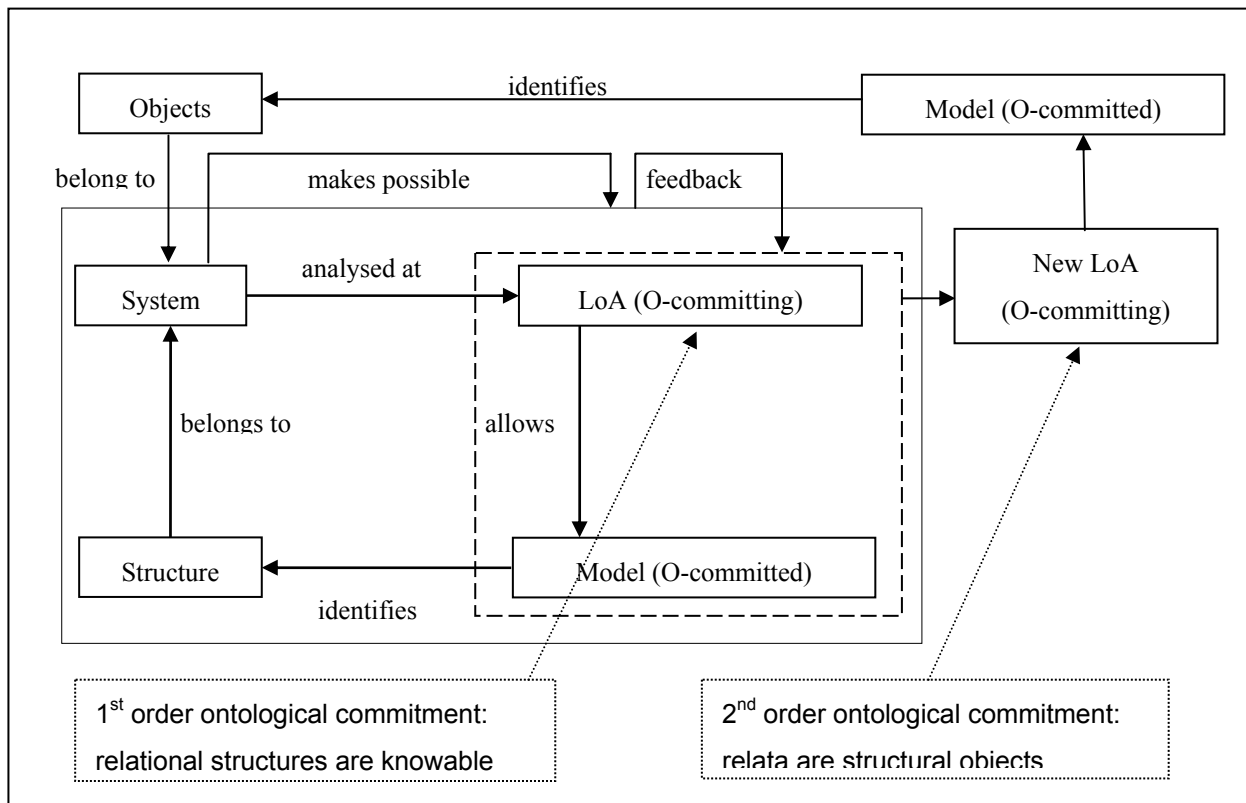 identifies
Objects
Model (O-committed)
belong to
makes possible
feedback
analysed at
System
LoA (O-committing)
New LoA
(O-committing)
belongs to
allows
Structure
Model (O-committed)
identifies
1st order ontological commitment:
relational structures are knowable
2nd order ontological commitment:
relata are structural objects